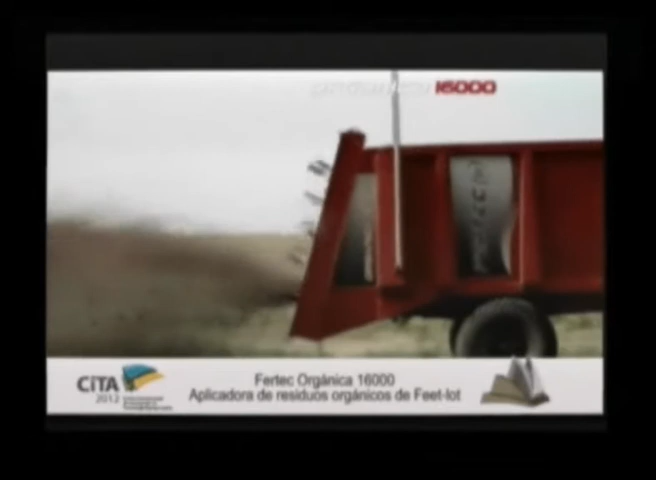 16000
CiTA
2012
Fertec Orgánica 16000
Aplicadora de residuos orgánicos de Feet-lot